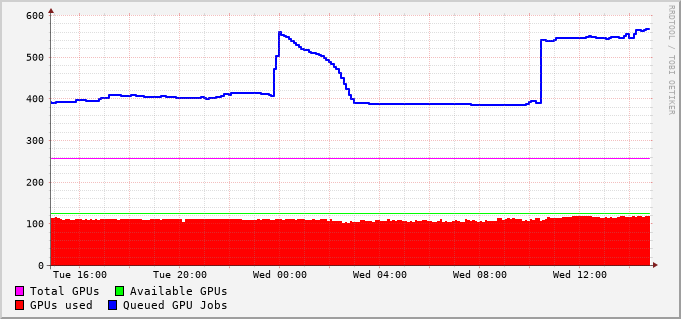 600
500
400
300
200
100
0
Tue 16:00 Tue 20:00 Wed 00:00 Wed 04:00 Wed 08:00 Wed 12:00
Total GPUs Available GPUs
GPUs used Queued GPU Jobs
RRDTOOL / TOBI OETIKER